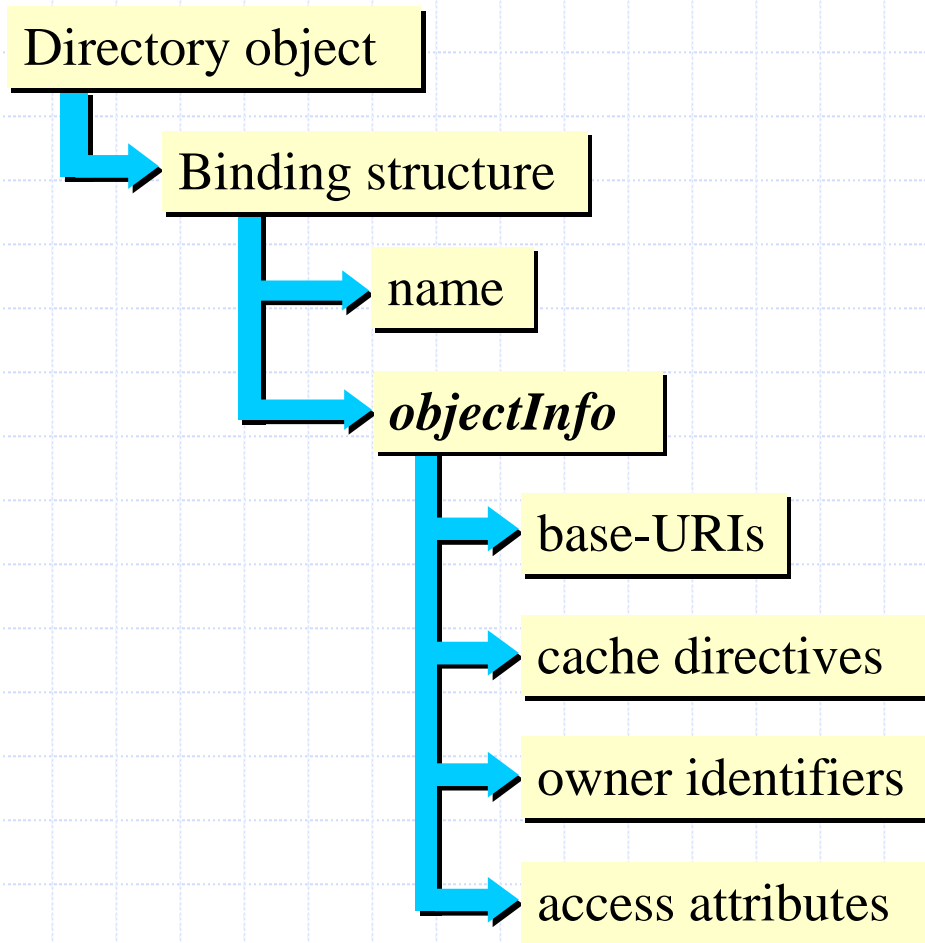 Directory object
Binding structure
name
objectInfo
base-URIs
cache directives
owner identifiers
access attributes